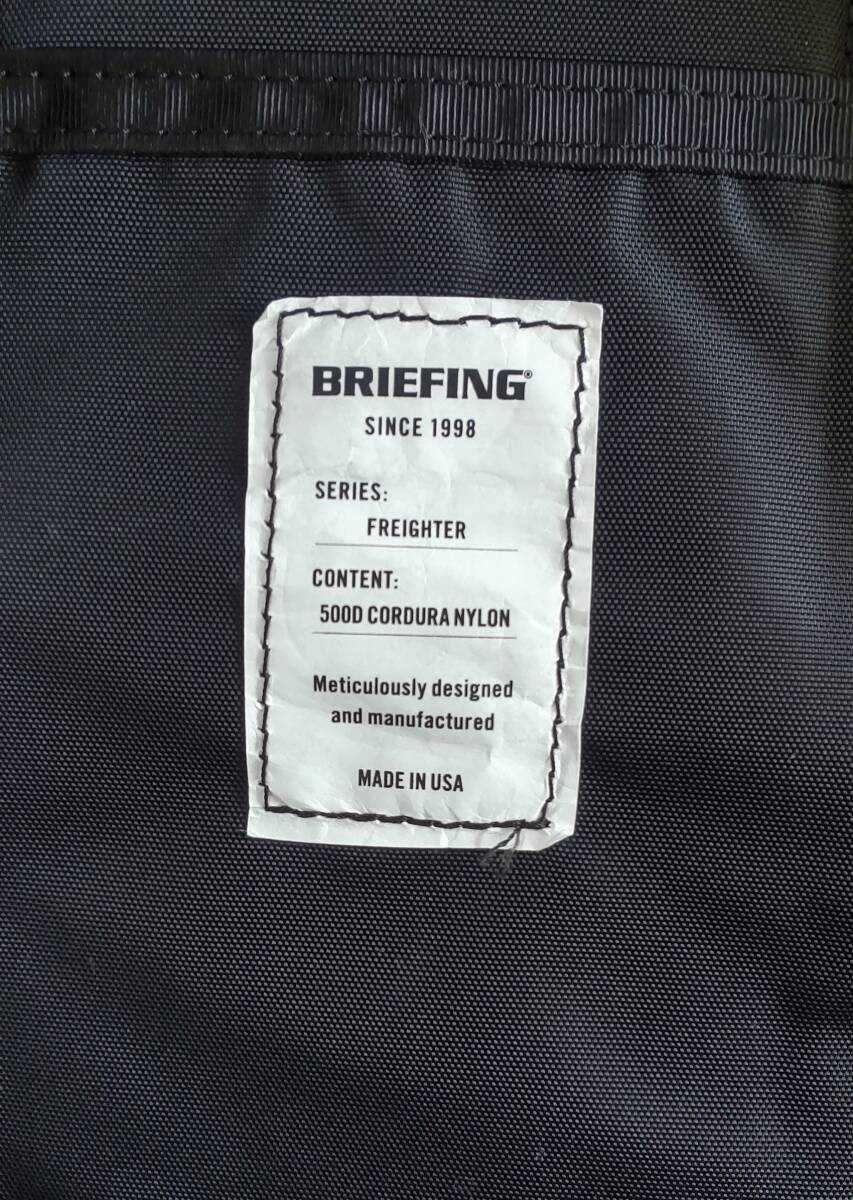 BRIEFING®
SINCE 1998
SERIES:
FREIGHTER
CONTENT:
500D CORDURA NYLON
Meticulously designed
and manufactured
MADE IN USA